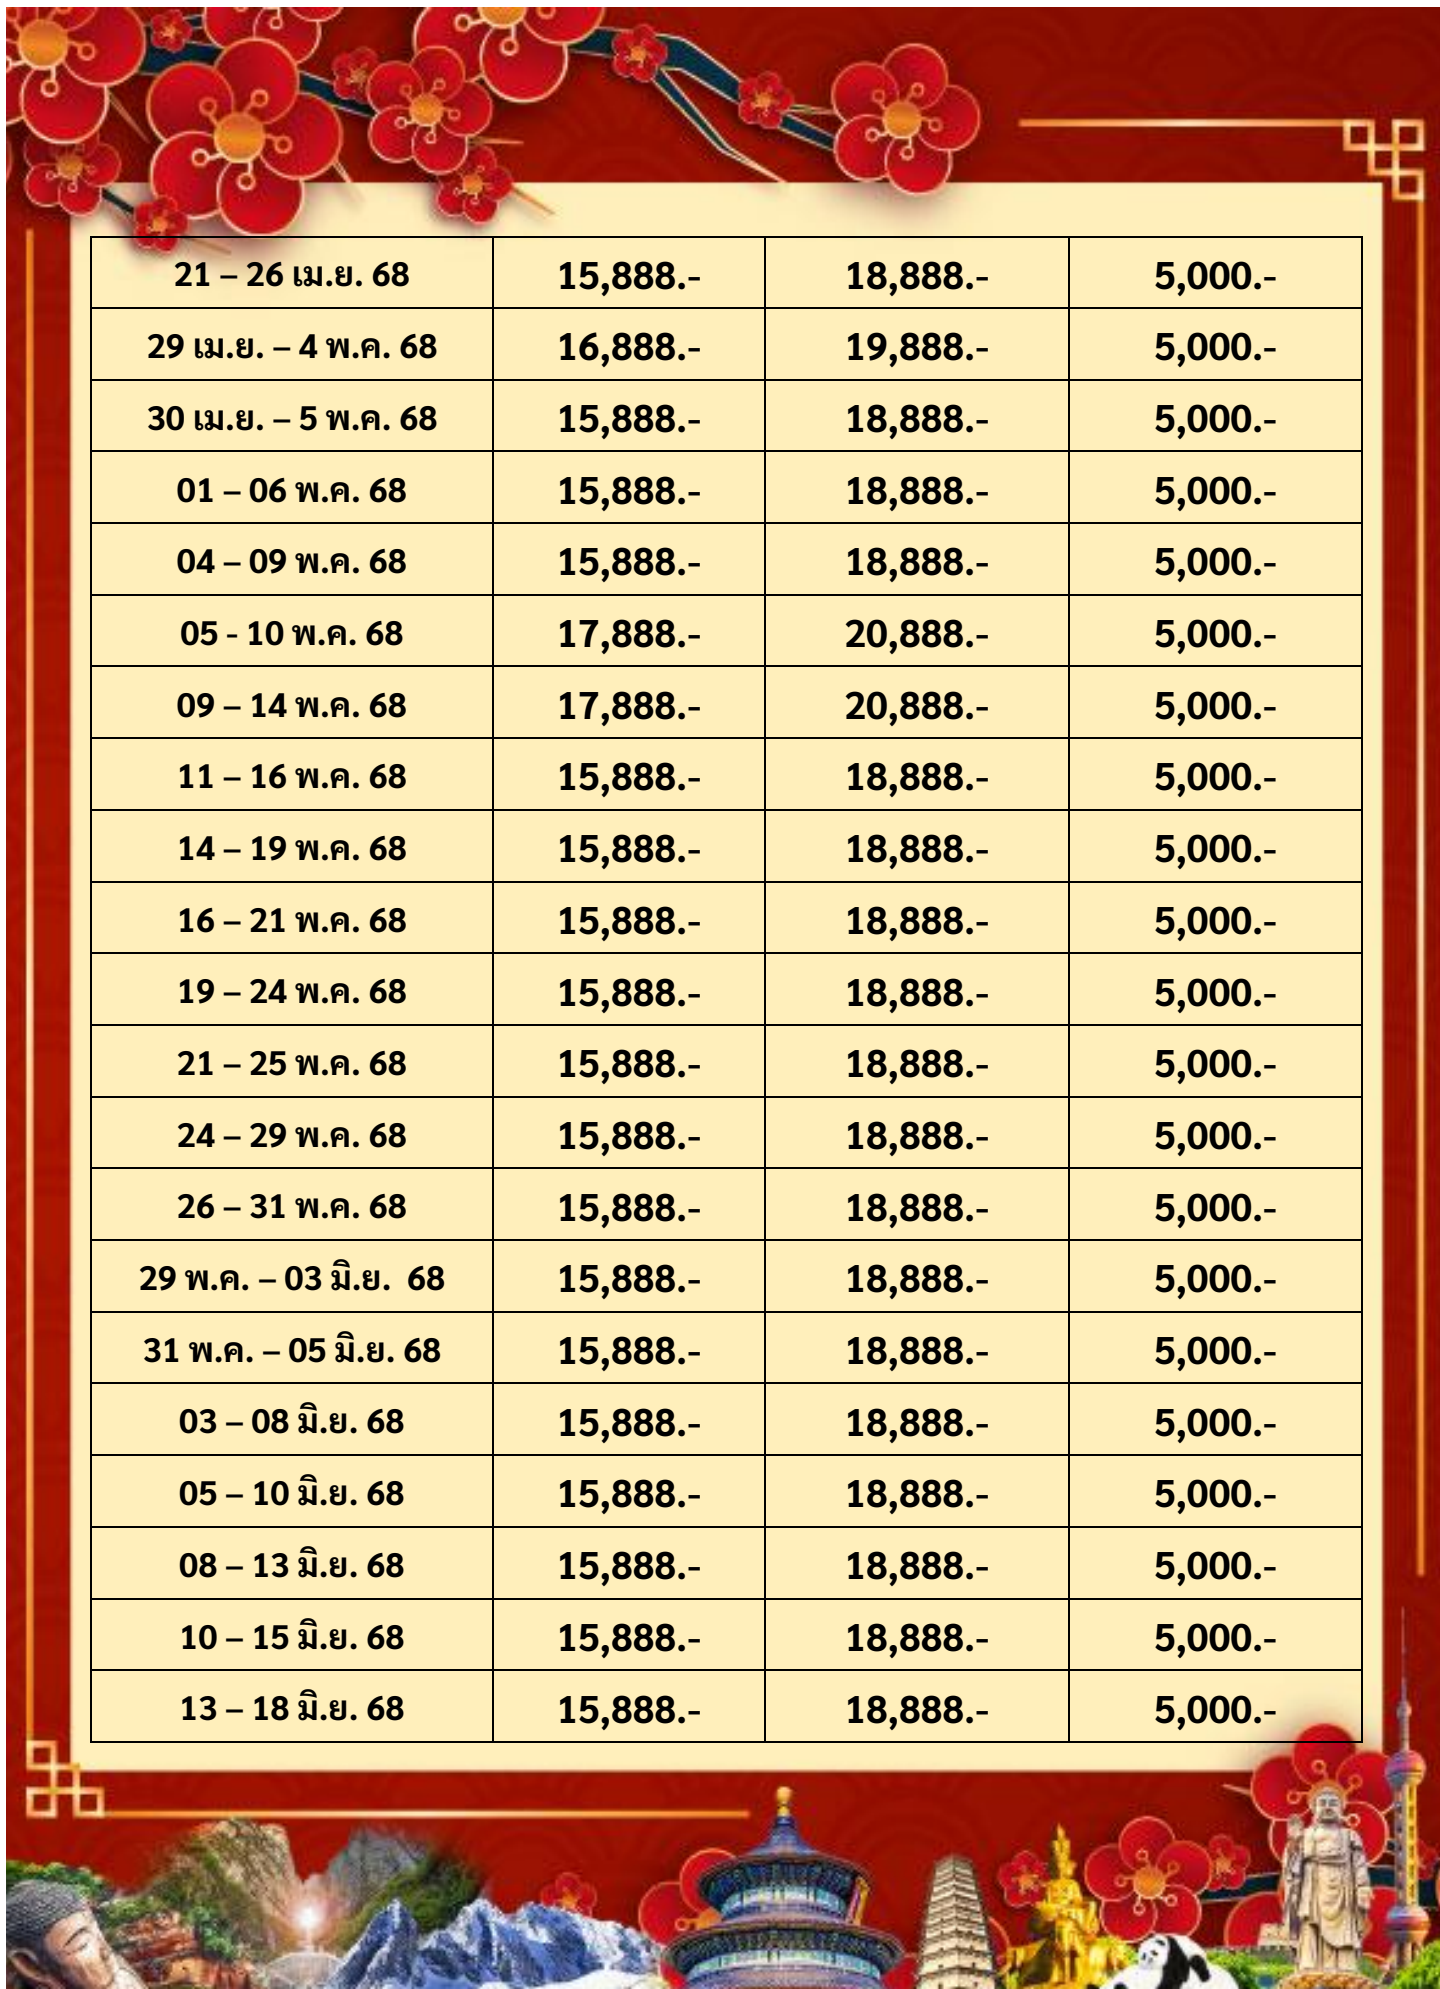 21 – 26 เม.ย. 68 15,888.- 18,888.- 5,000.-
29 เม.ย. – 4 พ.ค. 68 16,888.- 19,888.- 5,000.-
30 เม.ย. – 5 พ.ค. 68 15,888.- 18,888.- 5,000.-
01 – 06 พ.ค. 68 15,888.- 18,888.- 5,000.-
04 – 09 พ.ค. 68 15,888.- 18,888.- 5,000.-
05 - 10 พ.ค. 68 17,888.- 20,888.- 5,000.-
09 – 14 พ.ค. 68 17,888.- 20,888.- 5,000.-
11 – 16 พ.ค. 68 15,888.- 18,888.- 5,000.-
14 – 19 พ.ค. 68 15,888.- 18,888.- 5,000.-
16 – 21 พ.ค. 68 15,888.- 18,888.- 5,000.-
19 – 24 พ.ค. 68 15,888.- 18,888.- 5,000.-
21 – 25 พ.ค. 68 15,888.- 18,888.- 5,000.-
24 – 29 พ.ค. 68 15,888.- 18,888.- 5,000.-
26 – 31 พ.ค. 68 15,888.- 18,888.- 5,000.-
29 พ.ค. – 03 มิ.ย.  68 15,888.- 18,888.- 5,000.-
31 พ.ค. – 05 มิ.ย. 68 15,888.- 18,888.- 5,000.-
03 – 08 มิ.ย. 68 15,888.- 18,888.- 5,000.-
05 – 10 มิ.ย. 68 15,888.- 18,888.- 5,000.-
08 – 13 มิ.ย. 68 15,888.- 18,888.- 5,000.-
10 – 15 มิ.ย. 68 15,888.- 18,888.- 5,000.-
13 – 18 มิ.ย. 68 15,888.- 18,888.- 5,000.-